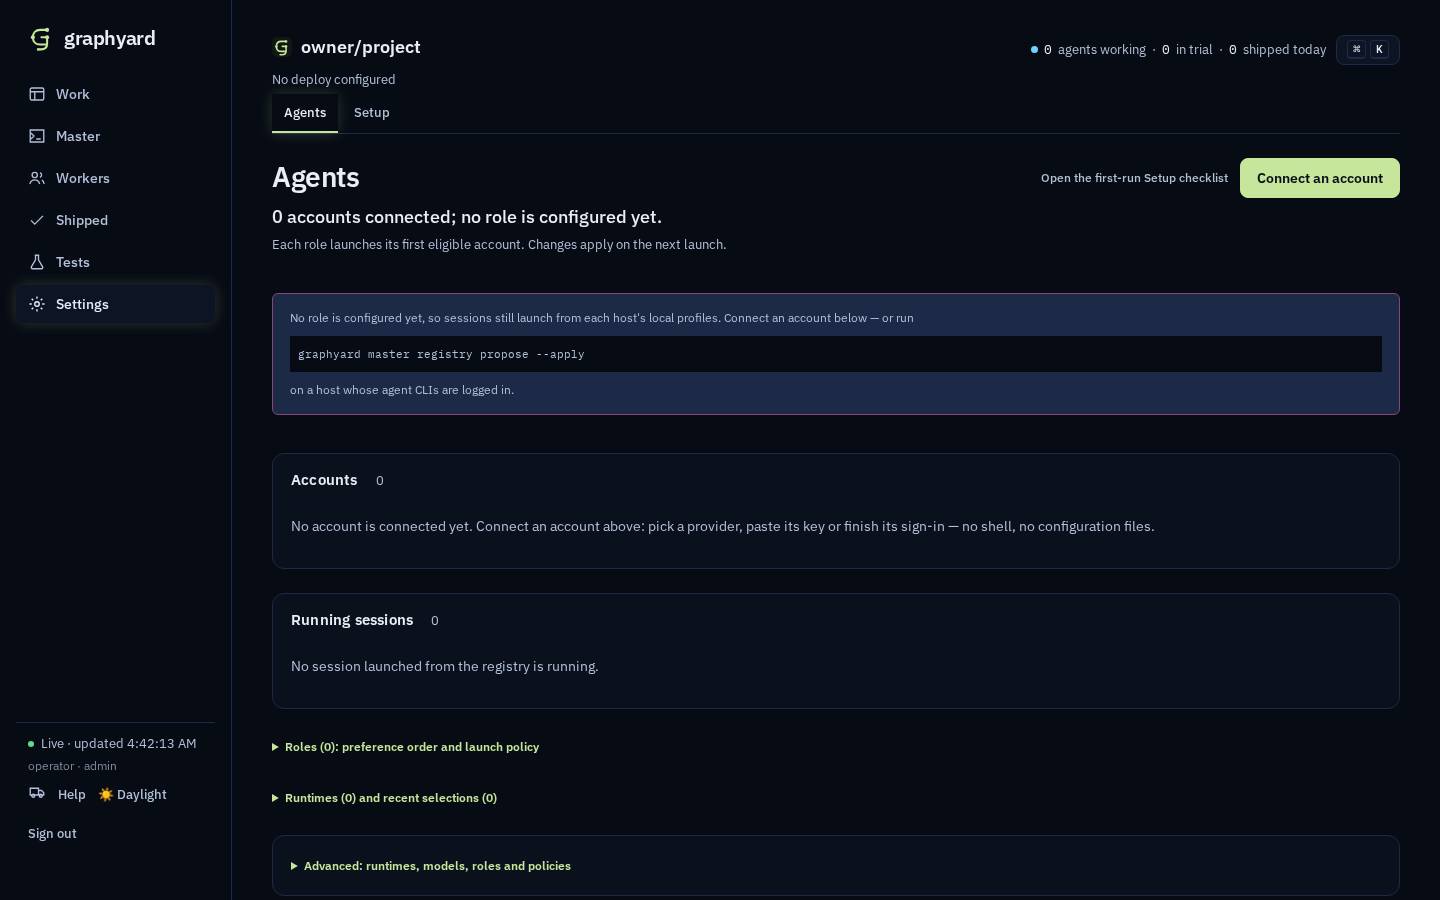 graphyard
Work
Master
Workers
Shipped
Tests
Settings
Live · updated 4:42:13 AM
operator · admin
Help ☀️ Daylight
Sign out
owner/project
0 agents working · 0 in trial · 0 shipped today
⌘ K
No deploy configured
Agents Setup
Agents
Open the first-run Setup checklist
Connect an account
0 accounts connected; no role is configured yet.
Each role launches its first eligible account. Changes apply on the next launch.
No role is configured yet, so sessions still launch from each host's local profiles. Connect an account below — or run
graphyard master registry propose --apply
on a host whose agent CLIs are logged in.
Accounts 0
No account is connected yet. Connect an account above: pick a provider, paste its key or finish its sign-in — no shell, no configuration files.
Running sessions 0
No session launched from the registry is running.
Roles (0): preference order and launch policy
Runtimes (0) and recent selections (0)
Advanced: runtimes, models, roles and policies